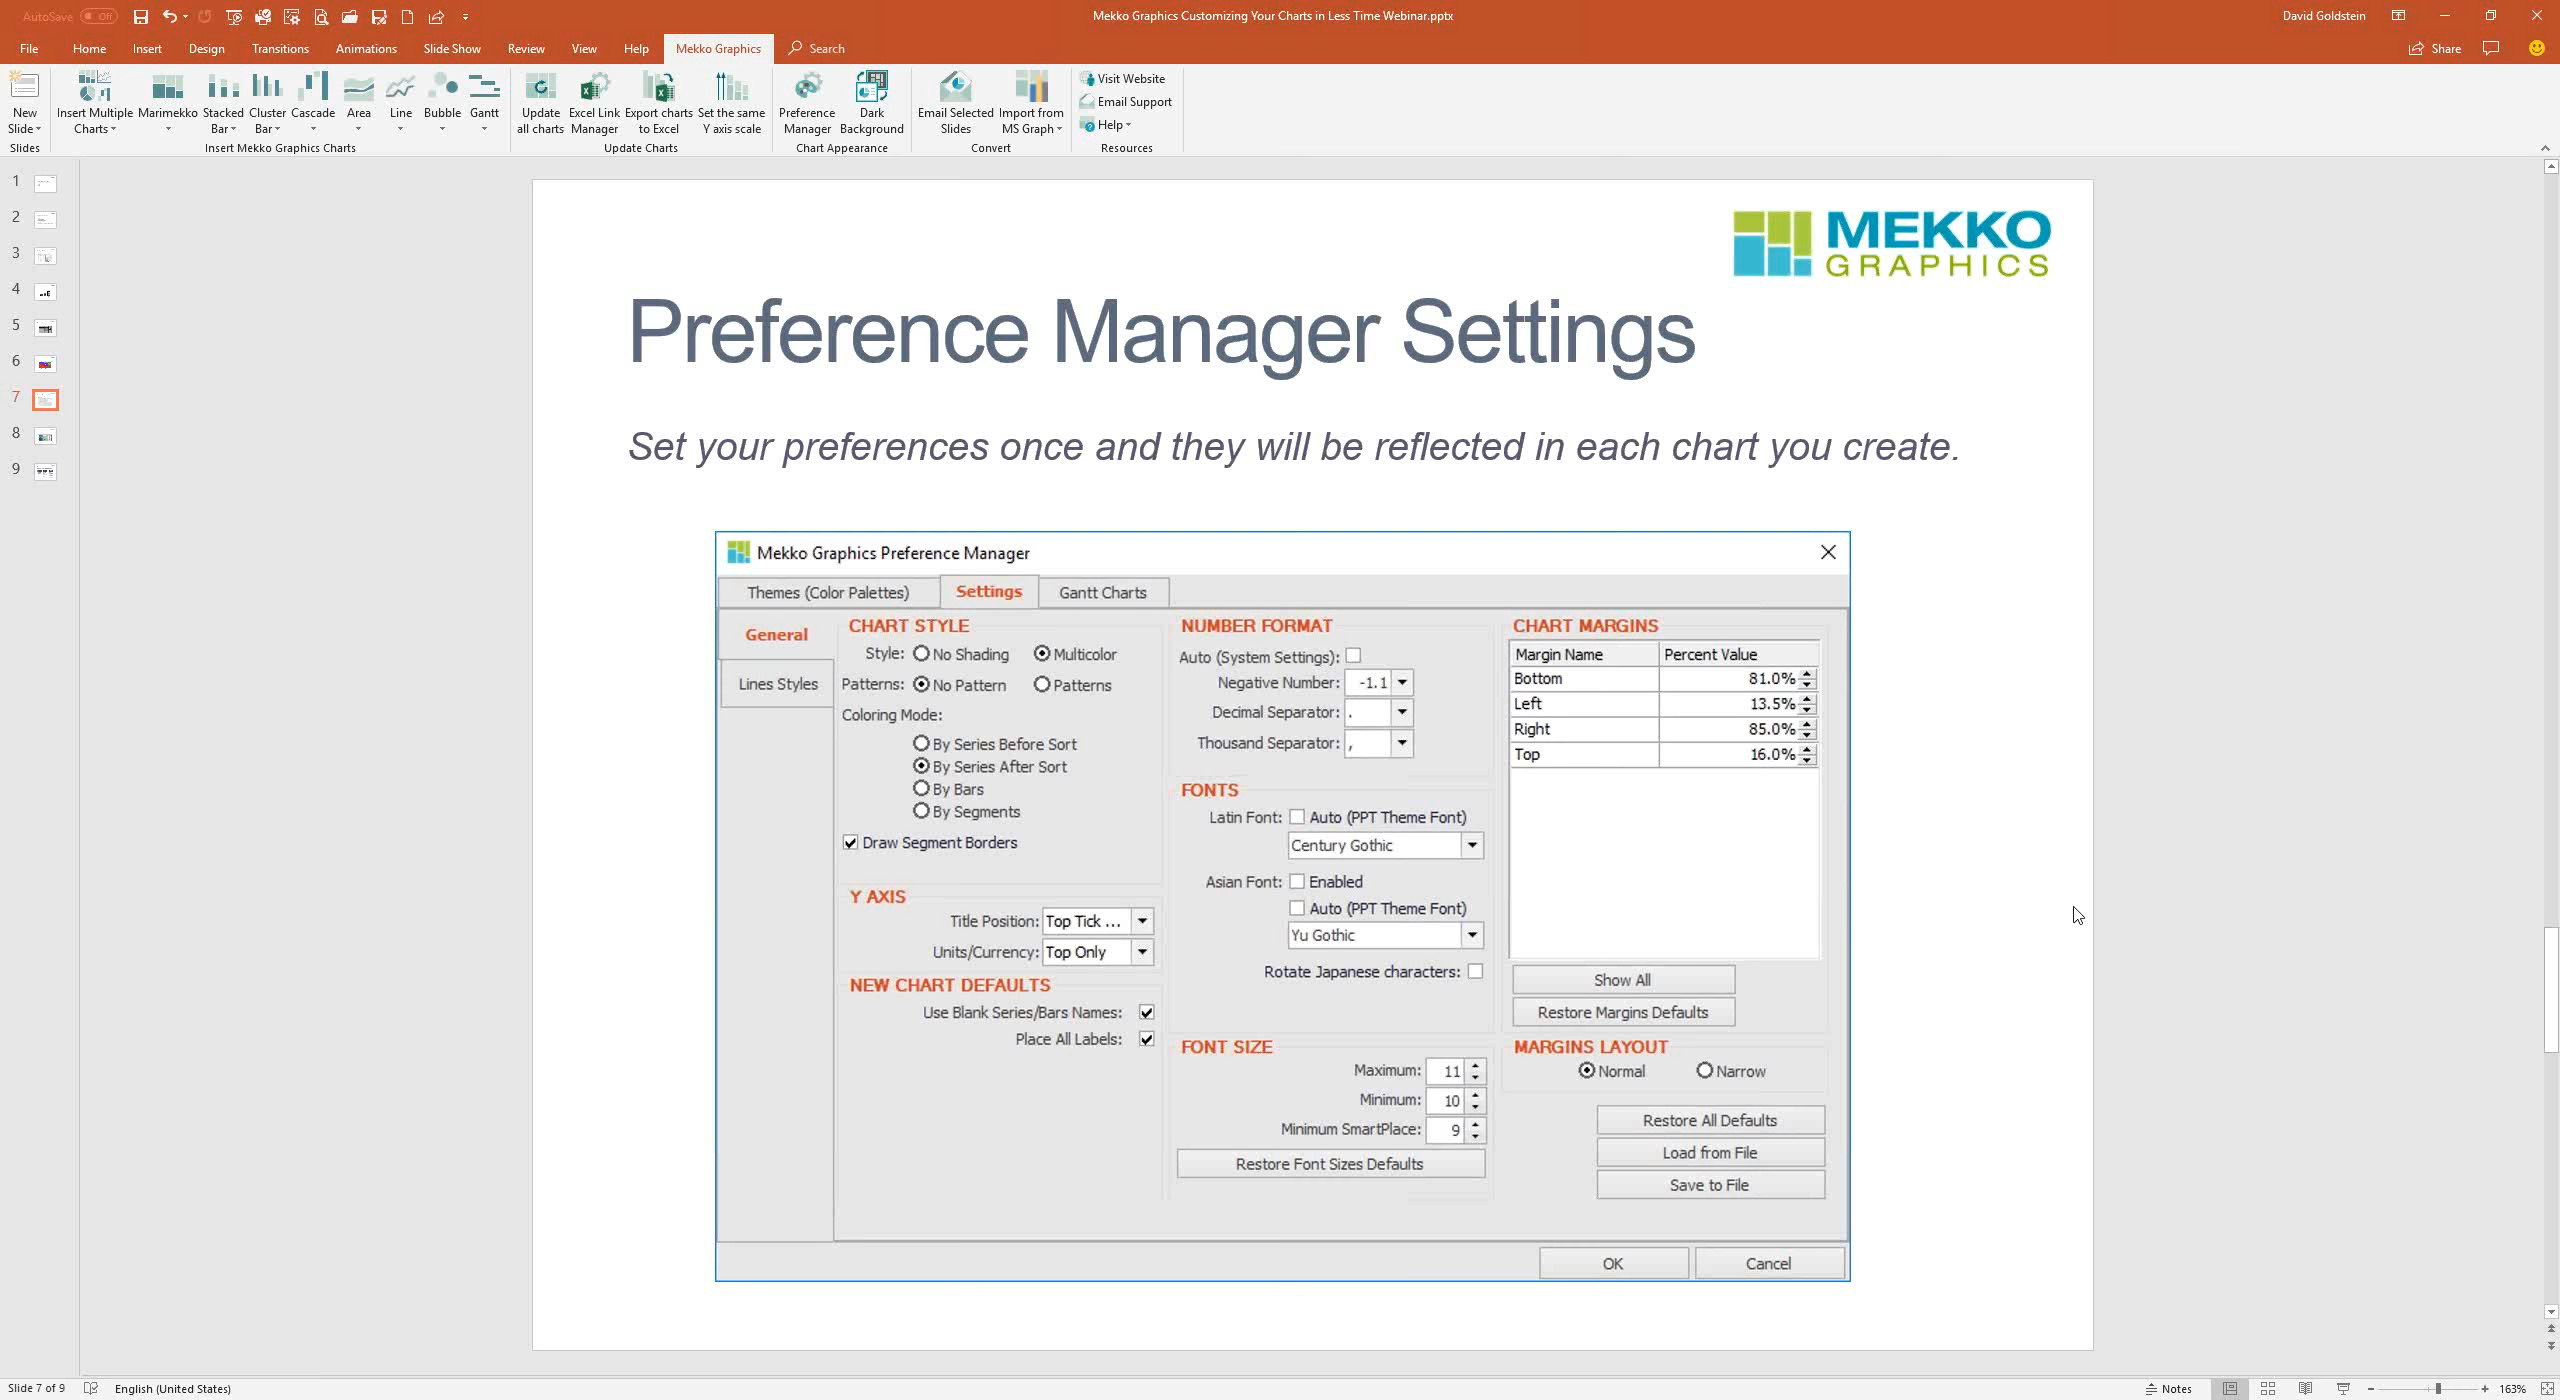 AutoSave Off
Mekko Graphics Customizing Your Charts in Less Time Webinar.pptx
David Goldstein
File Home Insert Design Transitions Animations Slide Show Review View Help Mekko Graphics Search
Share
New Slide
Insert Multiple Charts
Marimekko
Stacked Bar
Cluster Bar
Cascade
Area
Line
Bubble
Gantt
Update all charts
Excel Link Manager
Export charts to Excel
Set the same Y axis scale
Preference Manager
Dark Background
Email Selected Slides
Import from MS Graph
Visit Website
Email Support
Help
Slides
Insert Mekko Graphics Charts
Update Charts
Chart Appearance
Convert
Resources
1
2
3
4
5
6
7
8
9
MEKKO
GRAPHICS
Preference Manager Settings
Set your preferences once and they will be reflected in each chart you create.
Mekko Graphics Preference Manager
Themes (Color Palettes) Settings Gantt Charts
General
Lines Styles
CHART STYLE
Style: No Shading Multicolor
Patterns: No Pattern Patterns
Coloring Mode:
By Series Before Sort
By Series After Sort
By Bars
By Segments
Draw Segment Borders
Y AXIS
Title Position: Top Tick ...
Units/Currency: Top Only
NEW CHART DEFAULTS
Use Blank Series/Bars Names:
Place All Labels:
NUMBER FORMAT
Auto (System Settings):
Negative Number: -1.1
Decimal Separator: .
Thousand Separator: ,
FONTS
Latin Font: Auto (PPT Theme Font)
Century Gothic
Asian Font: Enabled
Auto (PPT Theme Font)
Yu Gothic
Rotate Japanese characters:
FONT SIZE
Maximum: 11
Minimum: 10
Minimum SmartPlace: 9
Restore Font Sizes Defaults
CHART MARGINS
Margin Name Percent Value
Bottom 81.0%
Left 13.5%
Right 85.0%
Top 16.0%
Show All
Restore Margins Defaults
MARGINS LAYOUT
Normal Narrow
Restore All Defaults
Load from File
Save to File
OK Cancel
Slide 7 of 9 English (United States)
Notes 163%